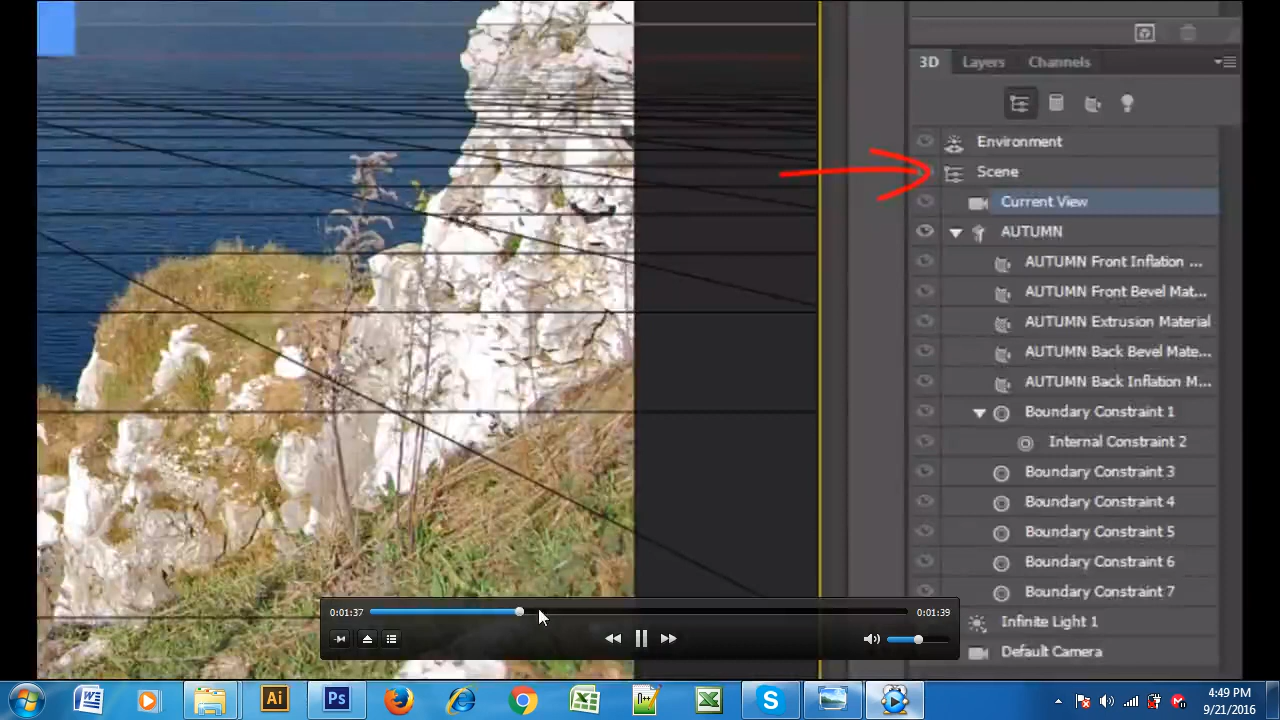 3D Layers Channels
Environment
Scene
Current View
AUTUMN
AUTUMN Front Inflation ...
AUTUMN Front Bevel Mat...
AUTUMN Extrusion Material
AUTUMN Back Bevel Mate...
AUTUMN Back Inflation M...
Boundary Constraint 1
Internal Constraint 2
Boundary Constraint 3
Boundary Constraint 4
Boundary Constraint 5
Boundary Constraint 6
Boundary Constraint 7
Infinite Light 1
Default Camera
0:01:37
0:01:39
Ai
Ps
4:49 PM
9/21/2016